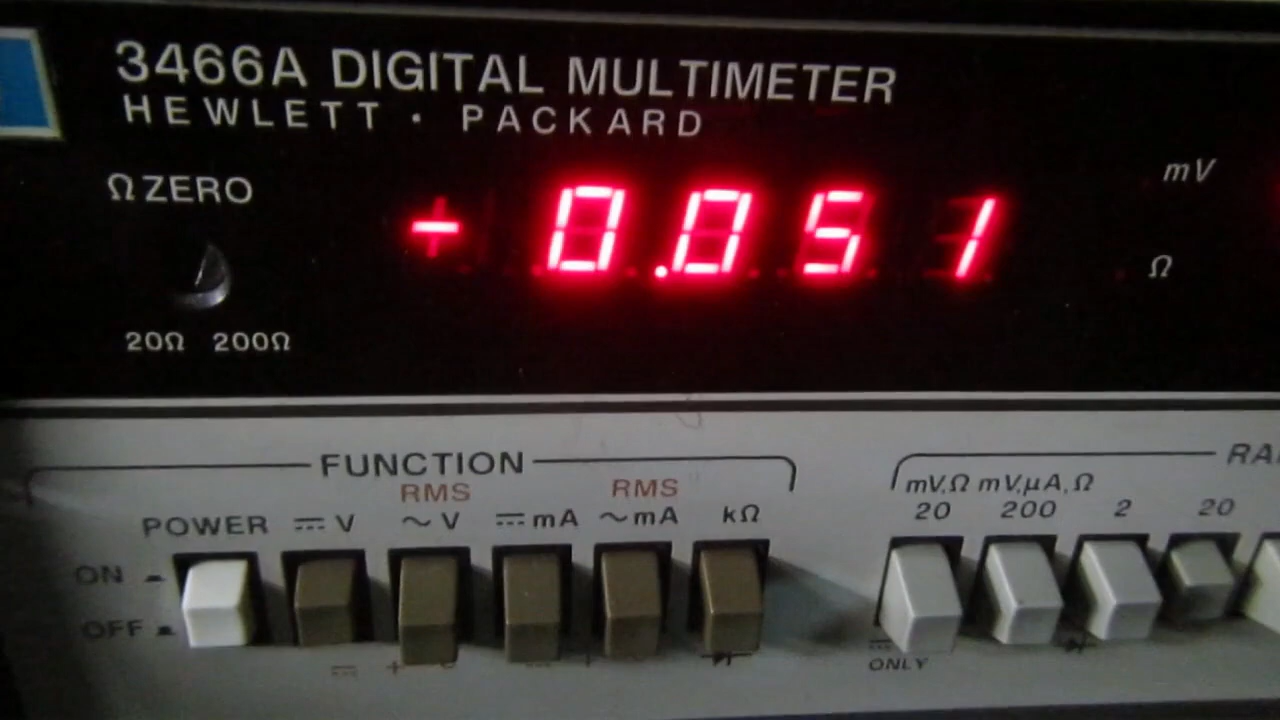 3466A DIGITAL MULTIMETER
HEWLETT · PACKARD
Ω ZERO
mV
-0.051
Ω
20Ω 200Ω
FUNCTION
RMS RMS
POWER ⎓ V ~ V ⎓ mA ~mA kΩ
mV,Ω mV,µA,Ω
20 200 2 20
ON
OFF
ONLY